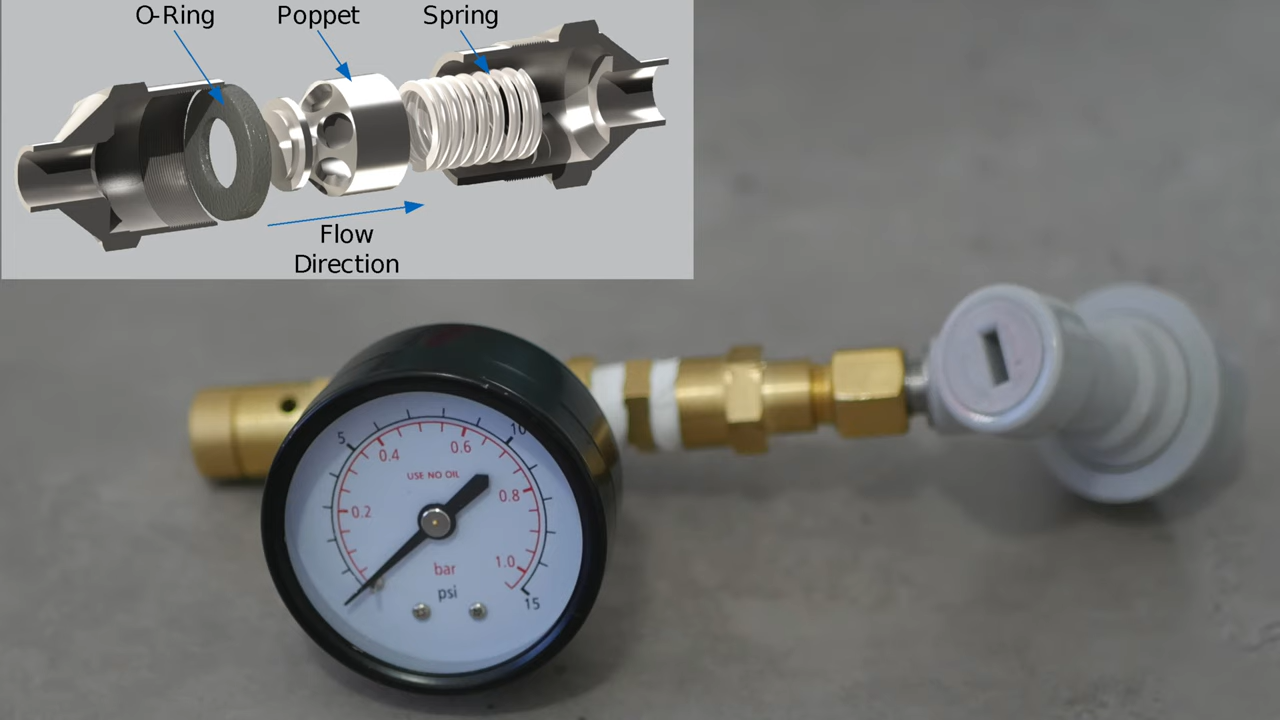 O-Ring
Poppet
Spring
Flow
Direction
5
10
0.4
0.6
USE NO OIL
0.2
0.8
bar
1.0
psi
15